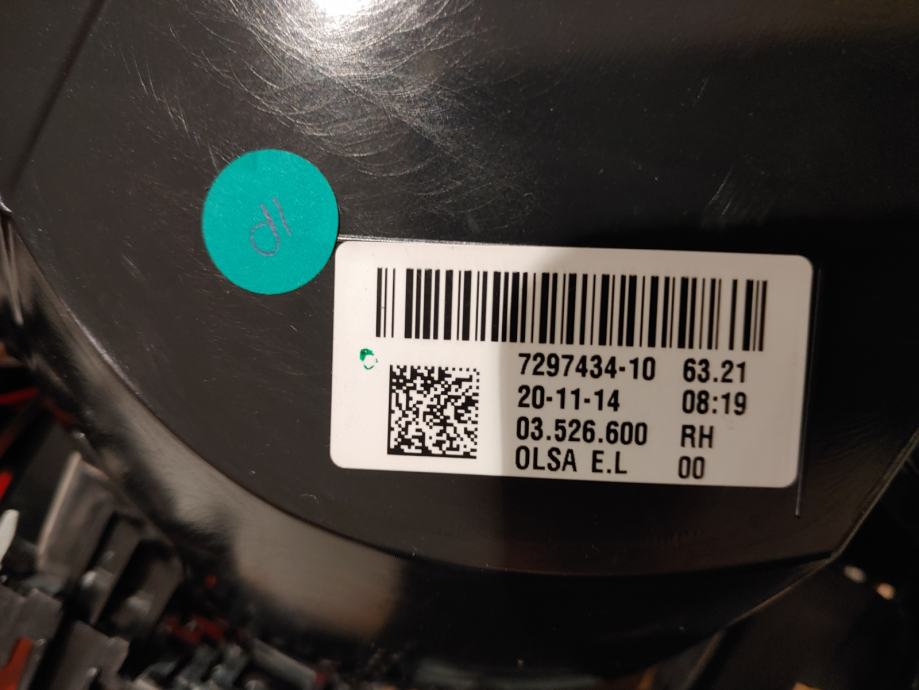 7297434-10 63.21
20-11-14 08:19
03.526.600 RH
OLSA E.L 00